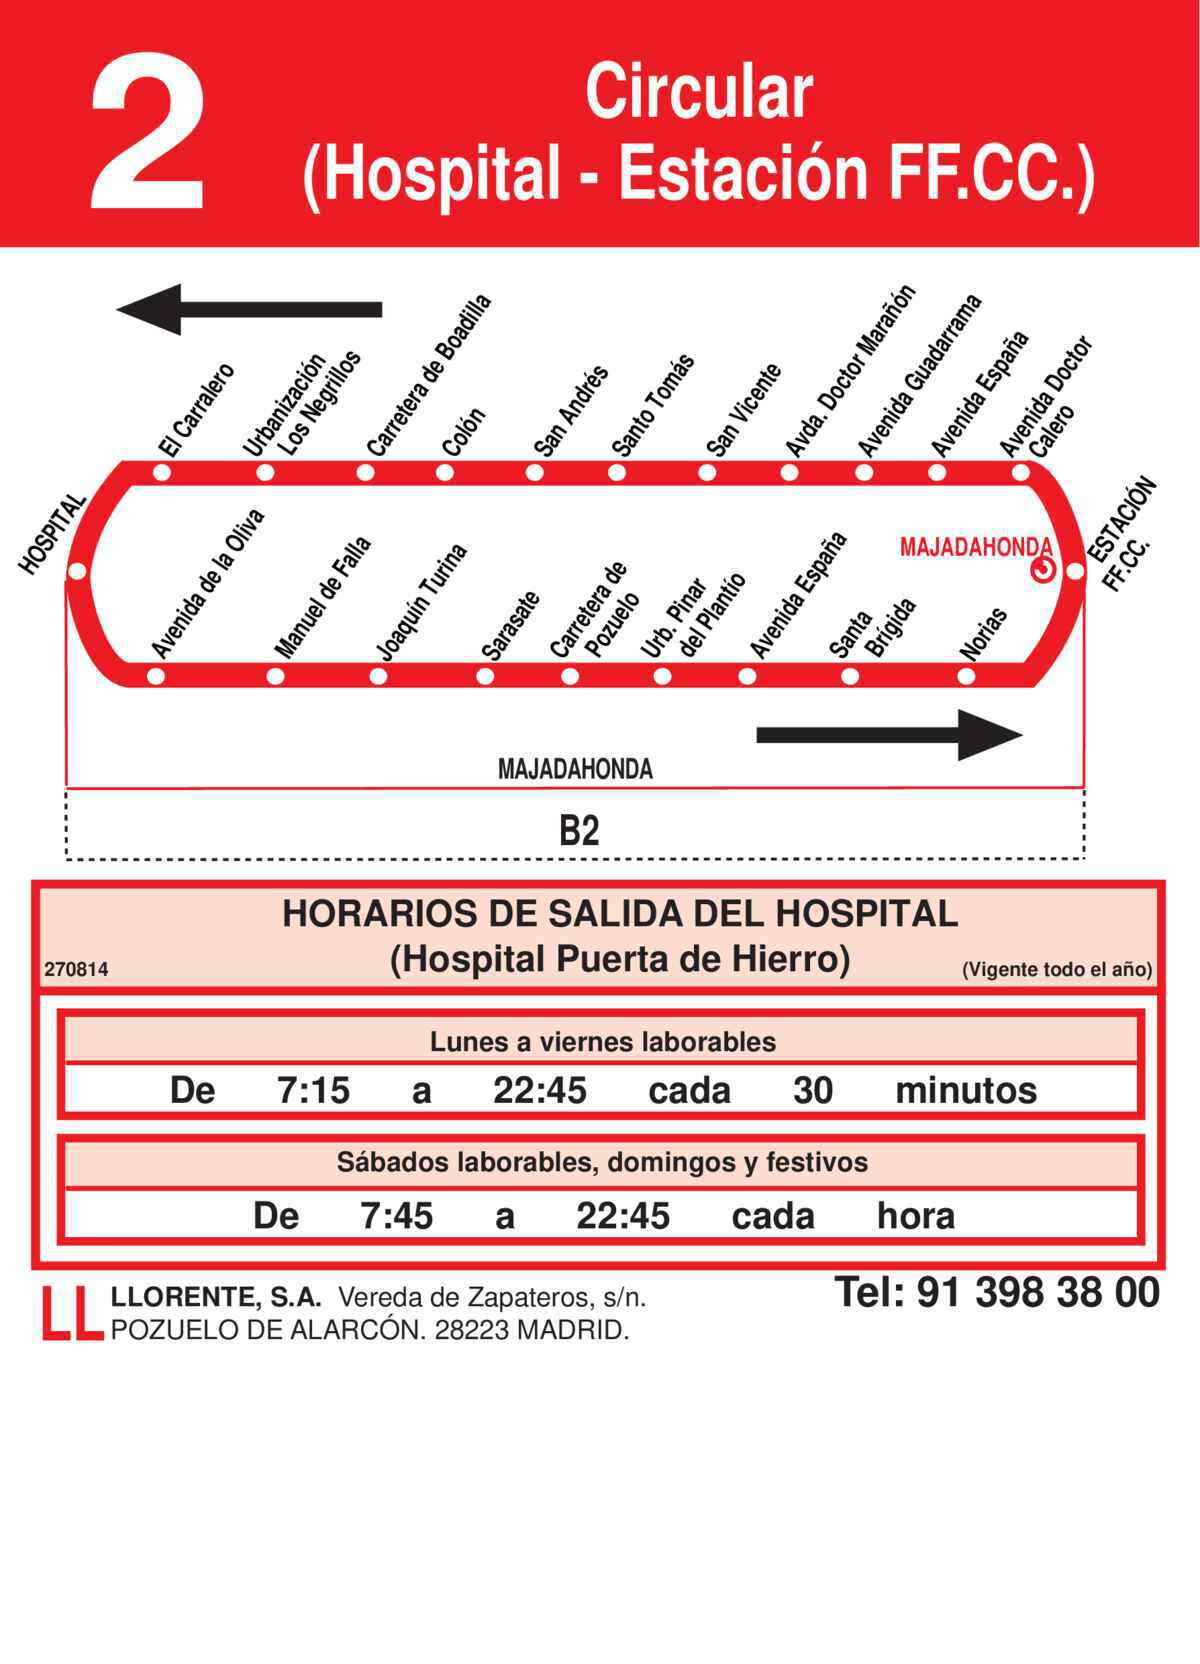 2
Circular
(Hospital - Estación FF.CC.)
HOSPITAL
El Carralero
Urbanización
Los Negrillos
Carretera de Boadilla
Colón
San Andrés
Santo Tomás
San Vicente
Avda. Doctor Marañón
Avenida Guadarrama
Avenida España
Avenida Doctor
Calero
ESTACIÓN
FF.CC.
MAJADAHONDA
Avenida de la Oliva
Manuel de Falla
Joaquín Turina
Sarasate
Carretera de
Pozuelo
Urb. Pinar
del Plantío
Avenida España
Santa
Brígida
Norias
MAJADAHONDA
B2
HORARIOS DE SALIDA DEL HOSPITAL
(Hospital Puerta de Hierro)
270814
(Vigente todo el año)
Lunes a viernes laborables
De 7:15 a 22:45 cada 30 minutos
Sábados laborables, domingos y festivos
De 7:45 a 22:45 cada hora
LL
LLORENTE, S.A. Vereda de Zapateros, s/n.
POZUELO DE ALARCÓN. 28223 MADRID.
Tel: 91 398 38 00